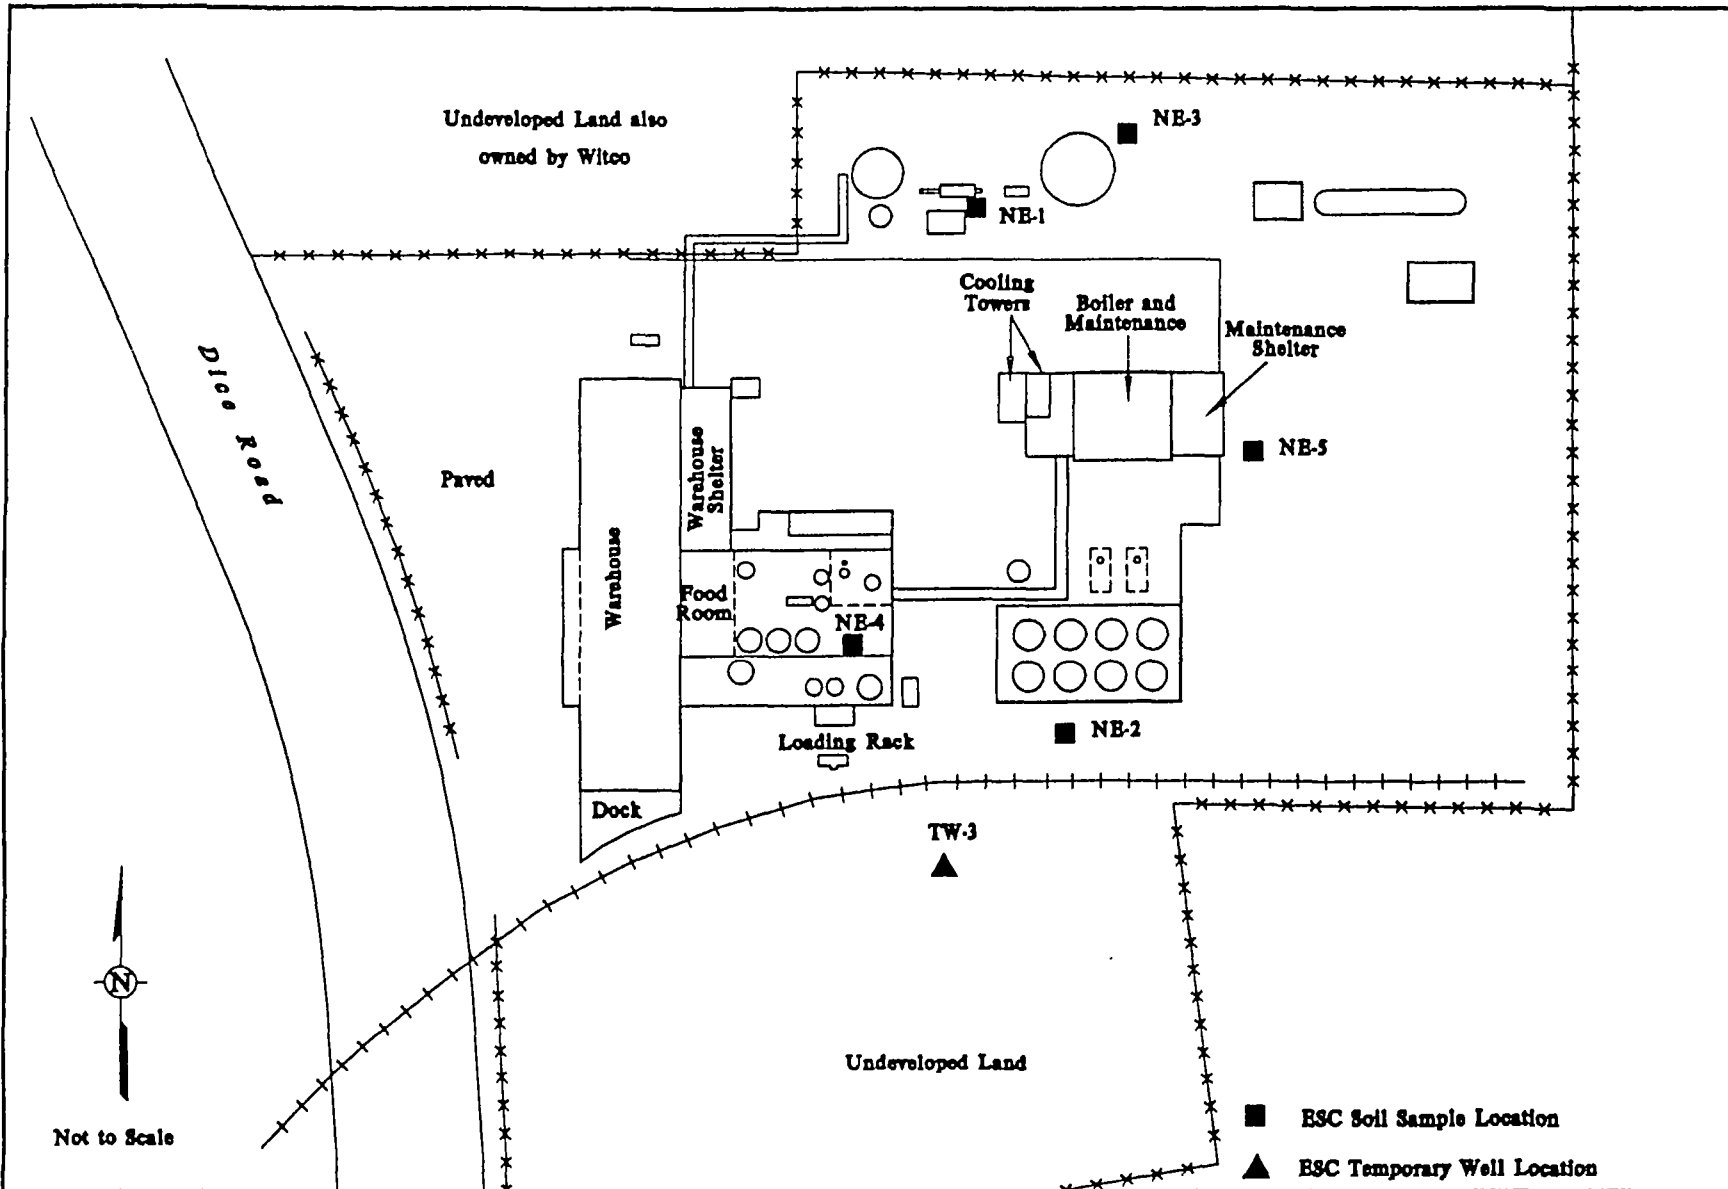 Undeveloped Land also
owned by Witco
NE-3
NE-1
Cooling
Towers
Boiler and
Maintenance
Maintenance
Shelter
Dice Road
Paved
Warehouse
Shelter
NE-5
Warehouse
Food
Room
NE-4
NE-2
Loading Rack
Dock
TW-3
N
Undeveloped Land
Not to Scale
ESC Soil Sample Location
ESC Temporary Well Location